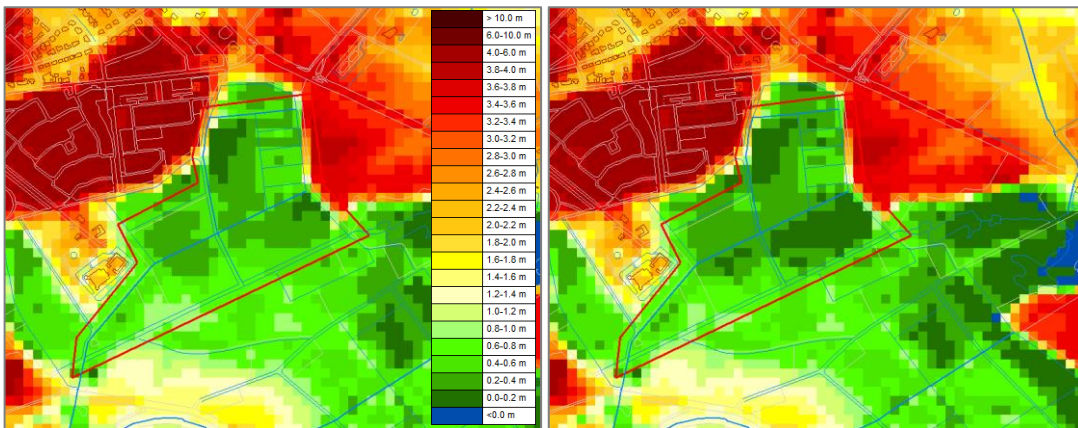 > 10.0 m
6.0-10.0 m
4.0-6.0 m
3.8-4.0 m
3.6-3.8 m
3.4-3.6 m
3.2-3.4 m
3.0-3.2 m
2.8-3.0 m
2.6-2.8 m
2.4-2.6 m
2.2-2.4 m
2.0-2.2 m
1.8-2.0 m
1.6-1.8 m
1.4-1.6 m
1.2-1.4 m
1.0-1.2 m
0.8-1.0 m
0.6-0.8 m
0.4-0.6 m
0.2-0.4 m
0.0-0.2 m
<0.0 m